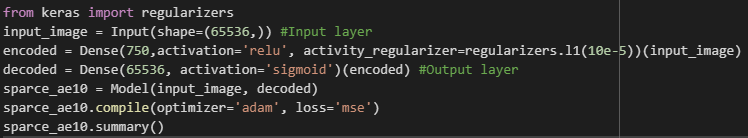 from keras import regularizers
input_image = Input(shape=(65536,)) #Input layer
encoded = Dense(750,activation='relu', activity_regularizer=regularizers.l1(10e-5))(input_image)
decoded = Dense(65536, activation='sigmoid')(encoded) #Output layer
sparce_ae10 = Model(input_image, decoded)
sparce_ae10.compile(optimizer='adam', loss='mse')
sparce_ae10.summary()